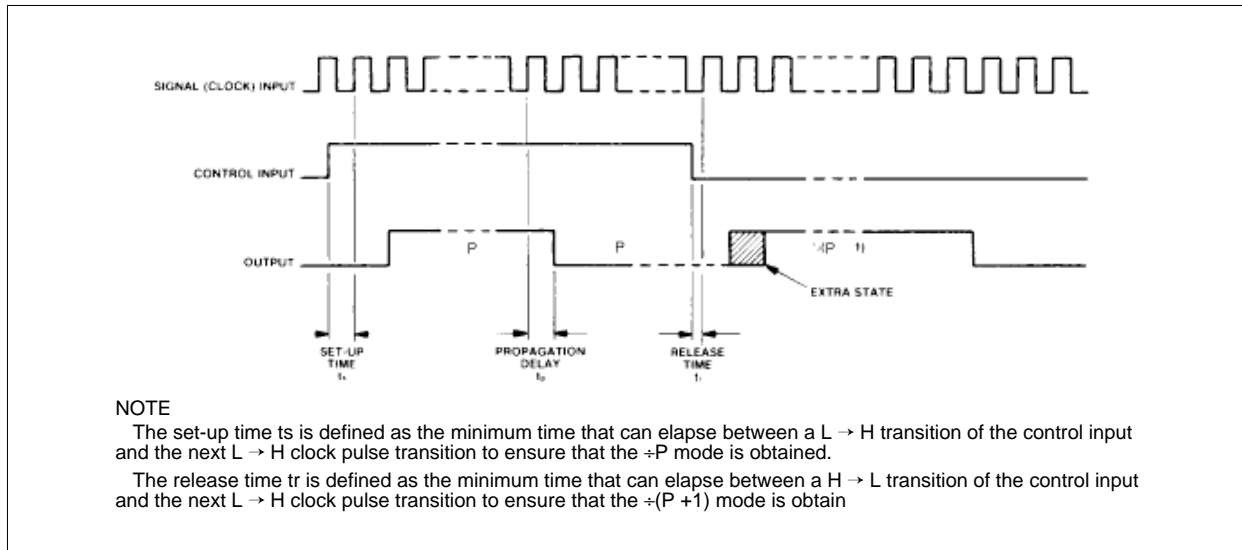 SIGNAL (CLOCK) INPUT
CONTROL INPUT
P
P
OUTPUT
EXTRA STATE
SET-UP
TIME
PROPAGATION
DELAY
RELEASE
TIME
NOTE
The set-up time ts is defined as the minimum time that can elapse between a L → H transition of the control input
and the next L → H clock pulse transition to ensure that the ÷P mode is obtained.
The release time tr is defined as the minimum time that can elapse between a H → L transition of the control input
and the next L → H clock pulse transition to ensure that the ÷(P +1) mode is obtain